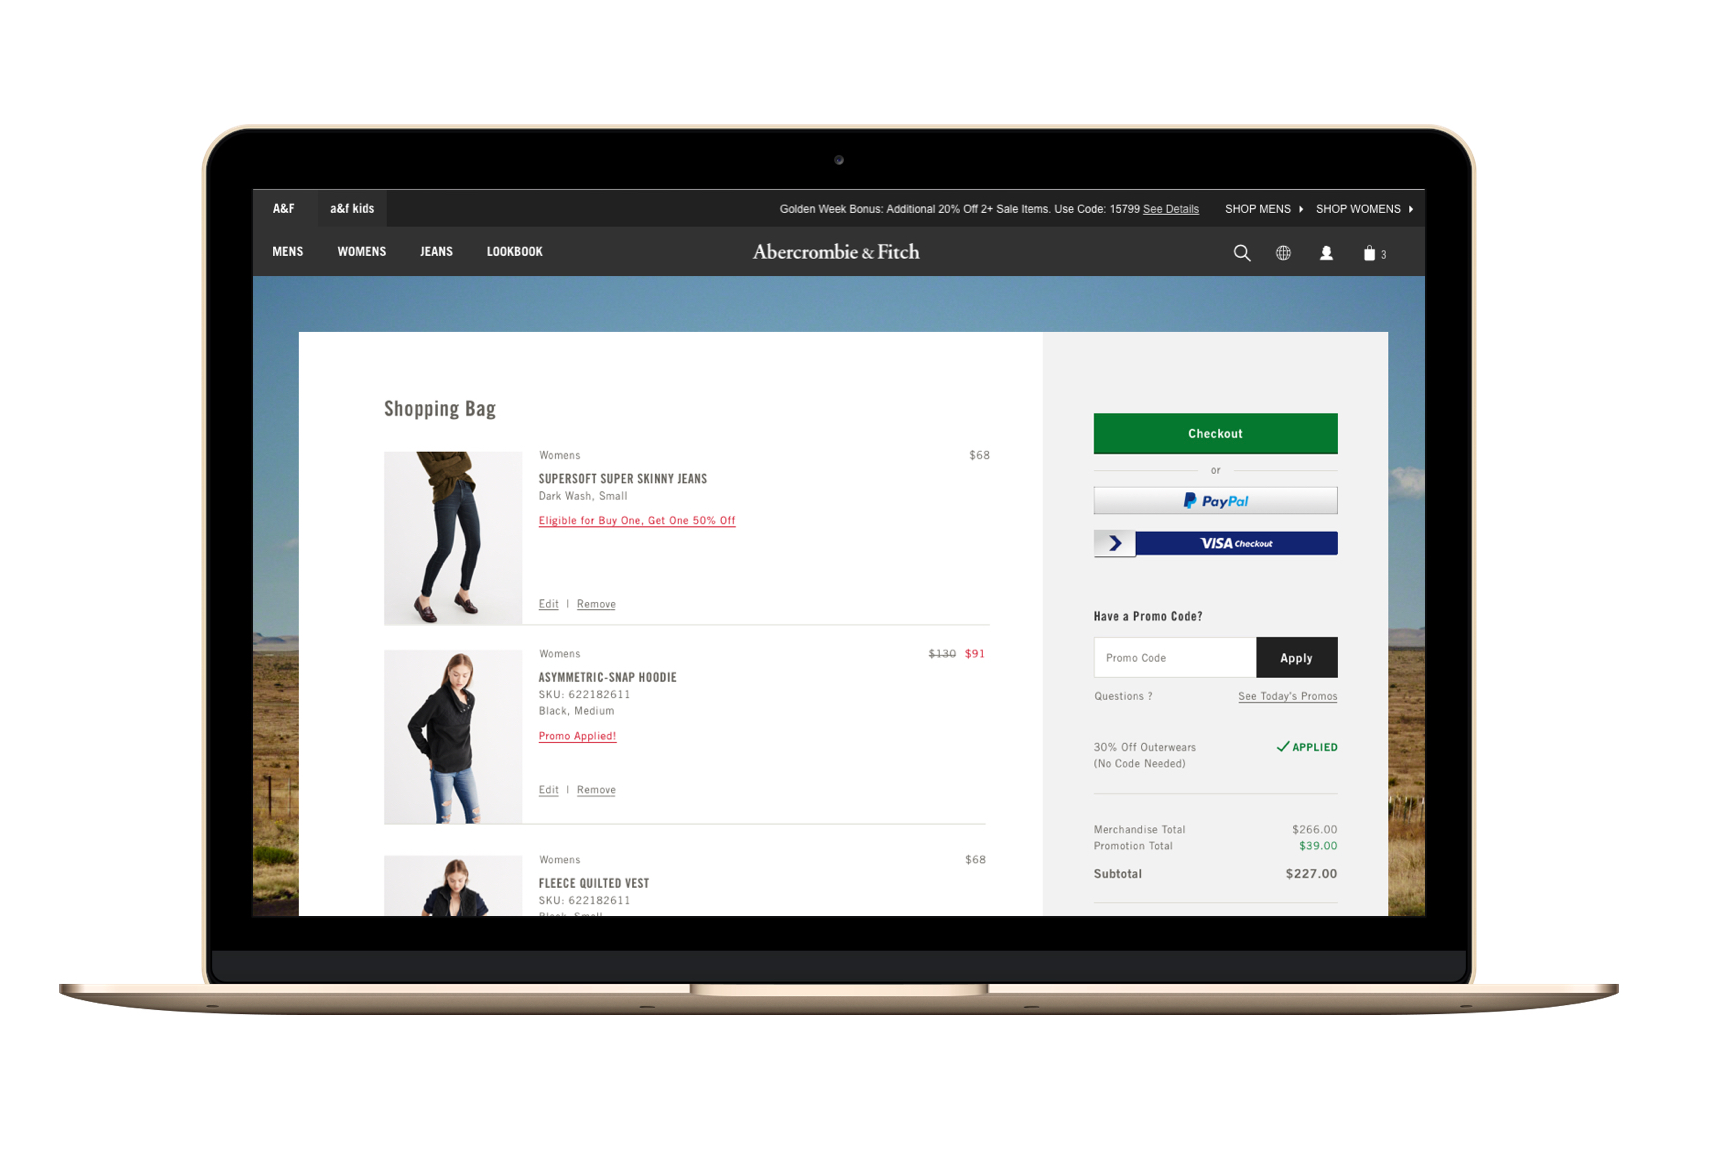 A&F
a&f kids
Golden Week Bonus: Additional 20% Off 2+ Sale Items. Use Code: 15799 See Details
SHOP MENS
SHOP WOMENS
MENS
WOMENS
JEANS
LOOKBOOK
Abercrombie & Fitch
3
Shopping Bag
Womens
$68
SUPERSOFT SUPER SKINNY JEANS
Dark Wash, Small
Eligible for Buy One, Get One 50% Off
Edit | Remove
Womens
$130 $91
ASYMMETRIC-SNAP HOODIE
SKU: 622182611
Black, Medium
Promo Applied!
Edit | Remove
Womens
$68
FLEECE QUILTED VEST
SKU: 622182611
Black, Small
Checkout
or
PayPal
VISA Checkout
Have a Promo Code?
Promo Code
Apply
Questions ?
See Today's Promos
30% Off Outerwears
(No Code Needed)
APPLIED
Merchandise Total
$266.00
Promotion Total
$39.00
Subtotal
$227.00